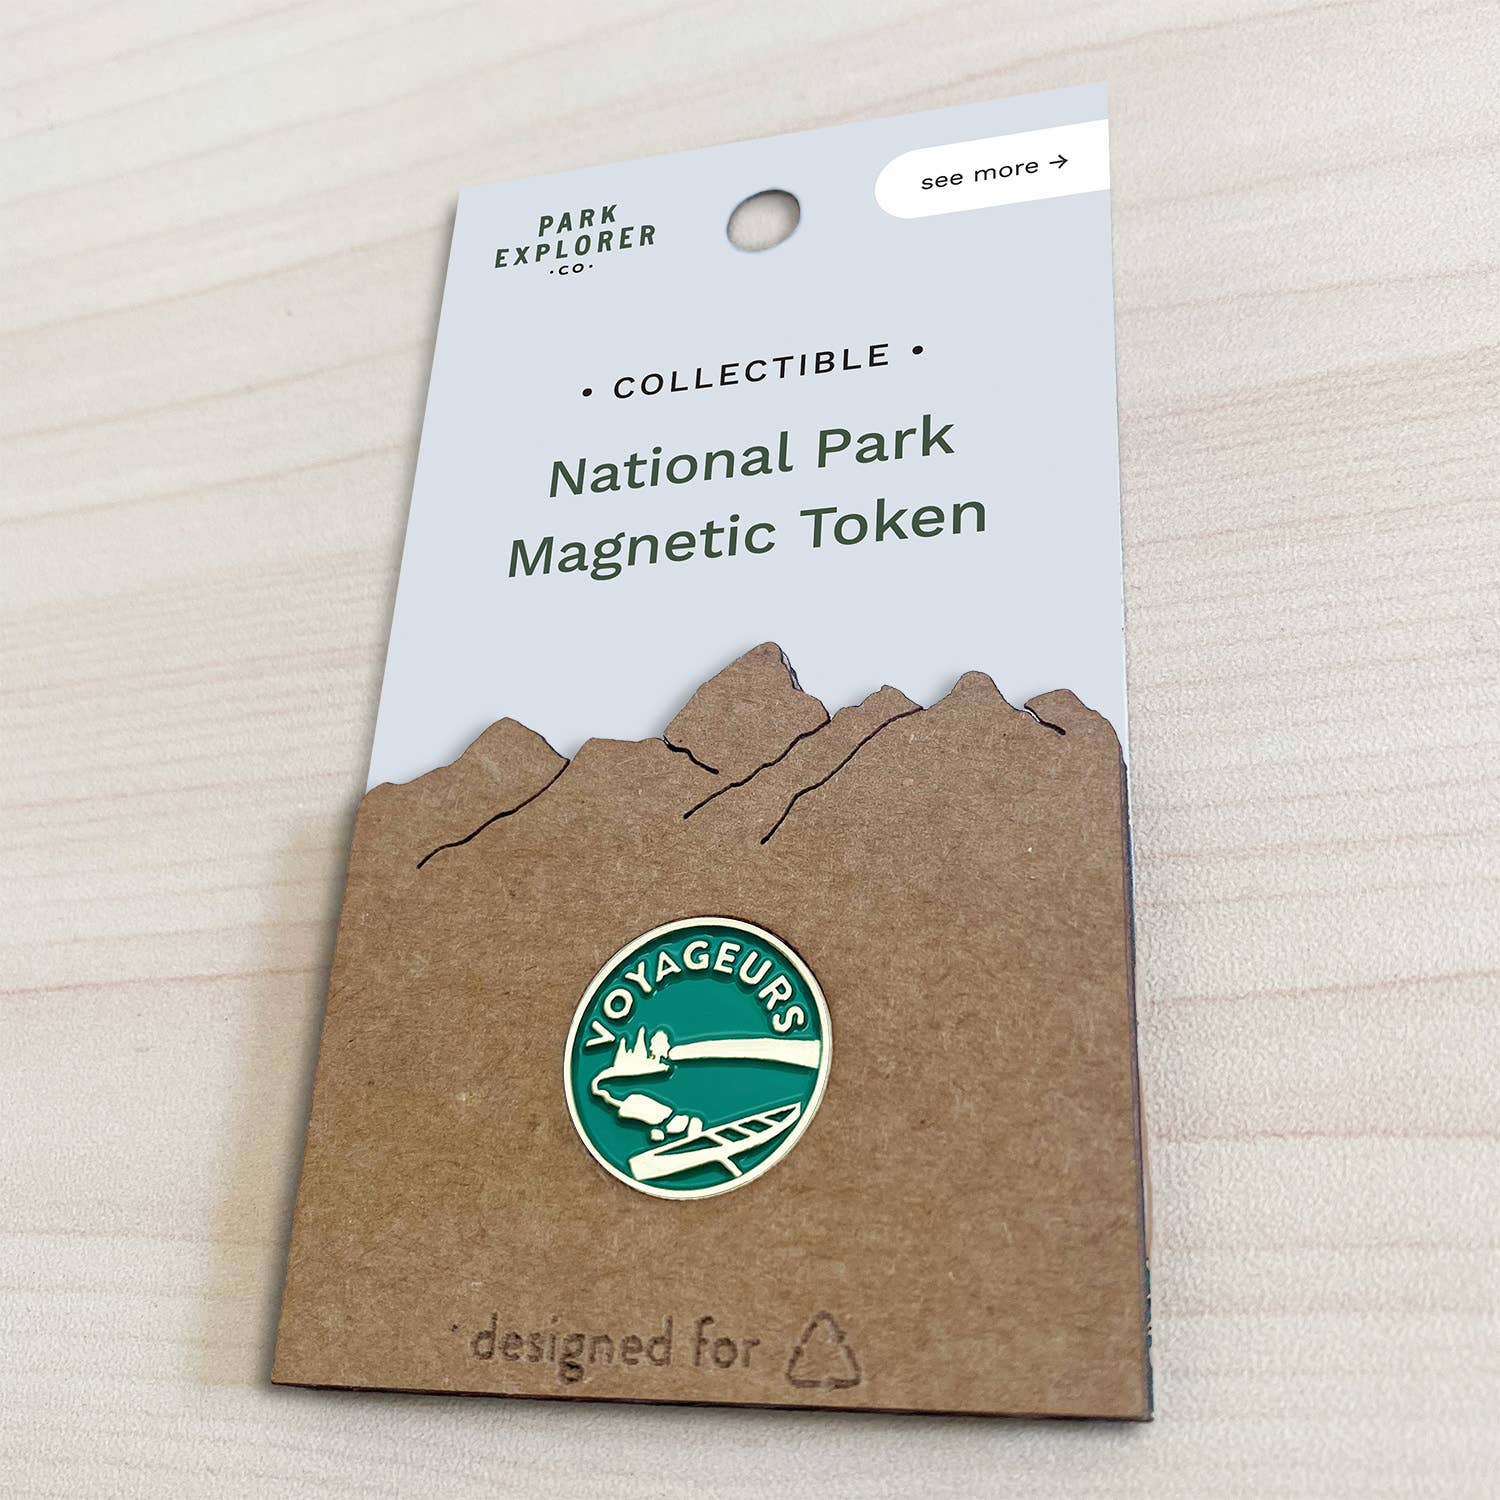 PARK
EXPLORER
·CO·
see more →
• COLLECTIBLE •
National Park
Magnetic Token
VOYAGEURS
designed for